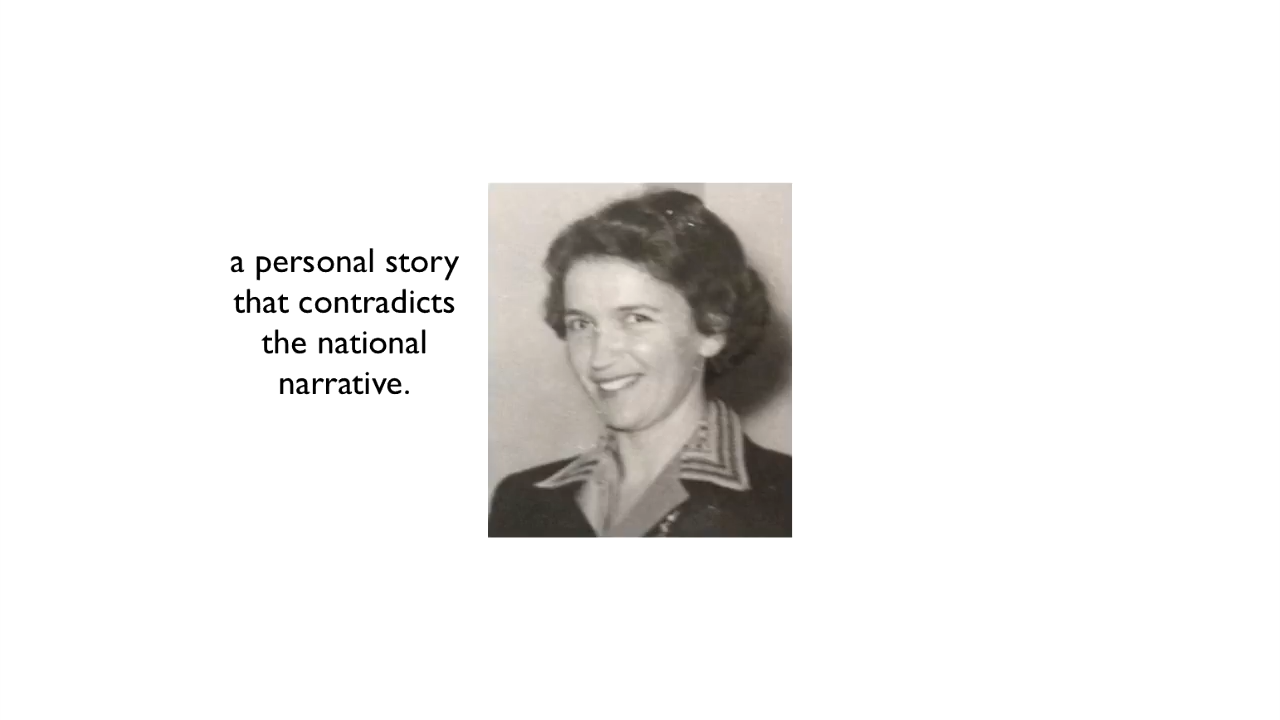 a personal story
that contradicts
the national
narrative.